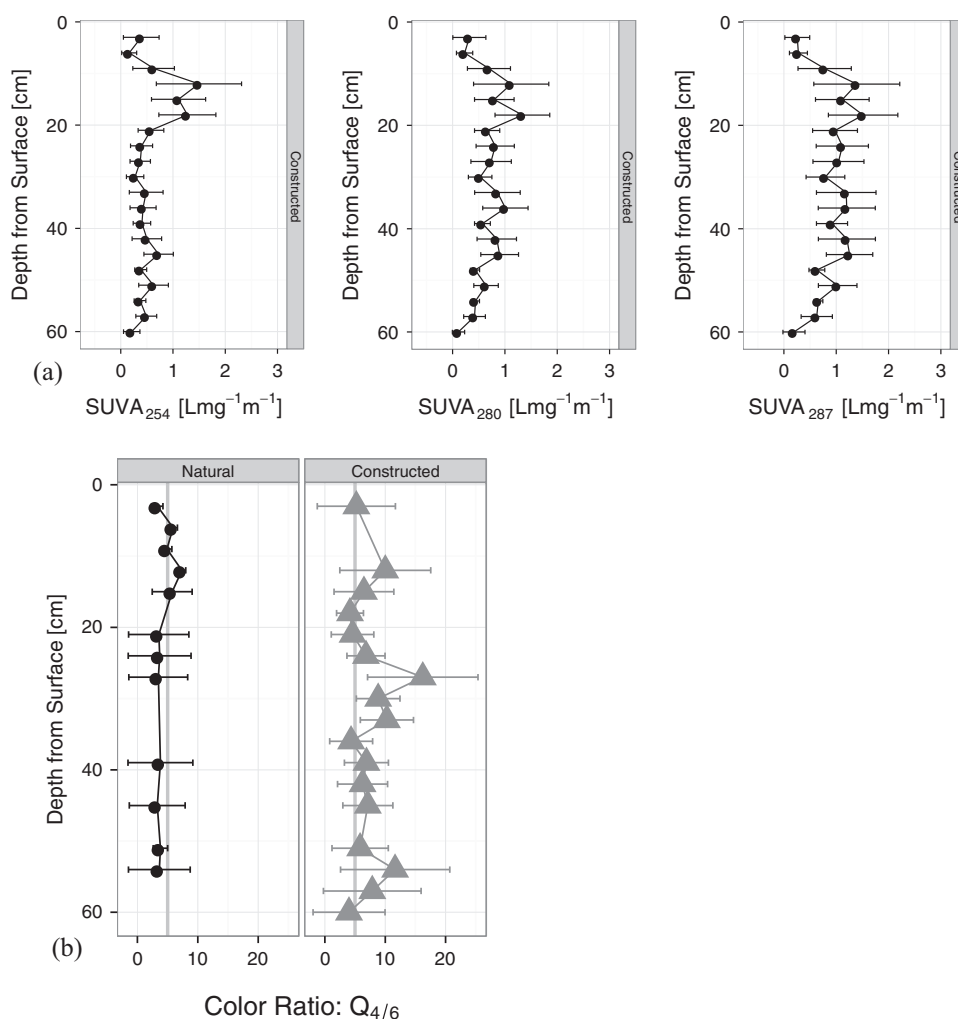 0
20
40
60
Depth from Surface [cm]
Constructed
0 1 2 3
SUVA254 [Lmg−1m−1]
(a)
0
20
40
60
Depth from Surface [cm]
Constructed
0 1 2 3
SUVA280 [Lmg−1m−1]
0
20
40
60
Depth from Surface [cm]
Constructed
0 1 2 3
SUVA287 [Lmg−1m−1]
Natural
Constructed
0
20
40
60
Depth from Surface [cm]
(b)
0 10 20
0 10 20
Color Ratio: Q4/6